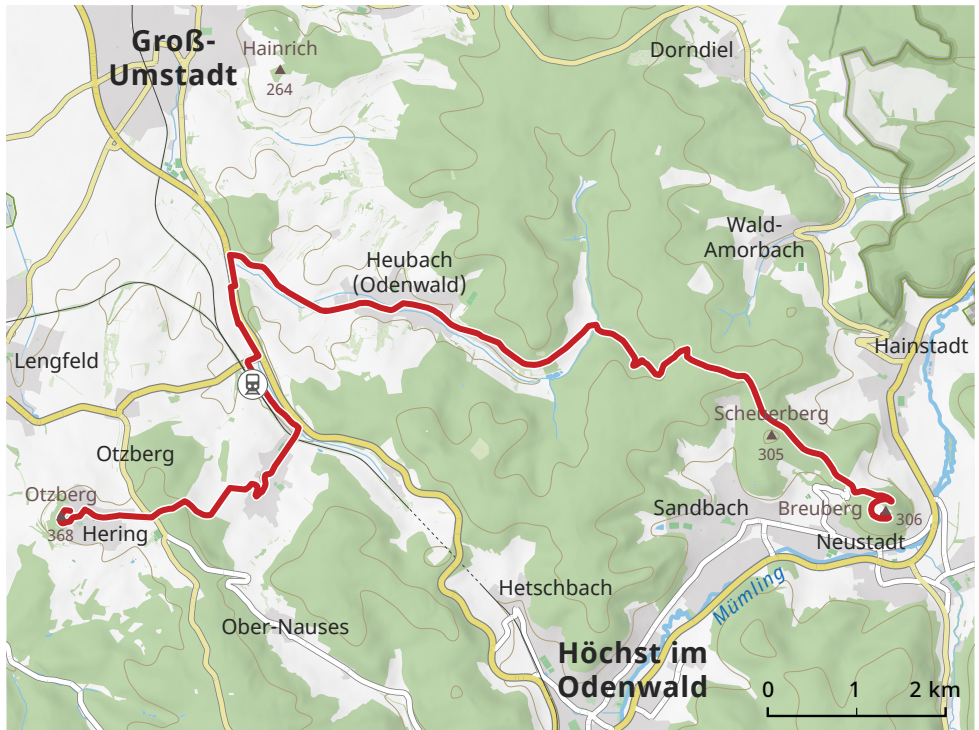 Groß-
Umstadt
Hainrich
264
Dorndiel
Wald-
Amorbach
Heubach
(Odenwald)
Hainstadt
Lengfeld
Scheuerberg
305
Otzberg
Otzberg
368
Hering
Sandbach
Breuberg
306
Neustadt
Mümling
Hetschbach
Ober-Nauses
Höchst im
Odenwald
0 1 2 km